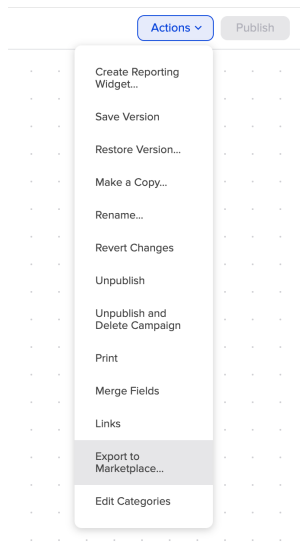 Actions
Publish
Create Reporting
Widget...
Save Version
Restore Version...
Make a Copy...
Rename...
Revert Changes
Unpublish
Unpublish and
Delete Campaign
Print
Merge Fields
Links
Export to
Marketplace...
Edit Categories